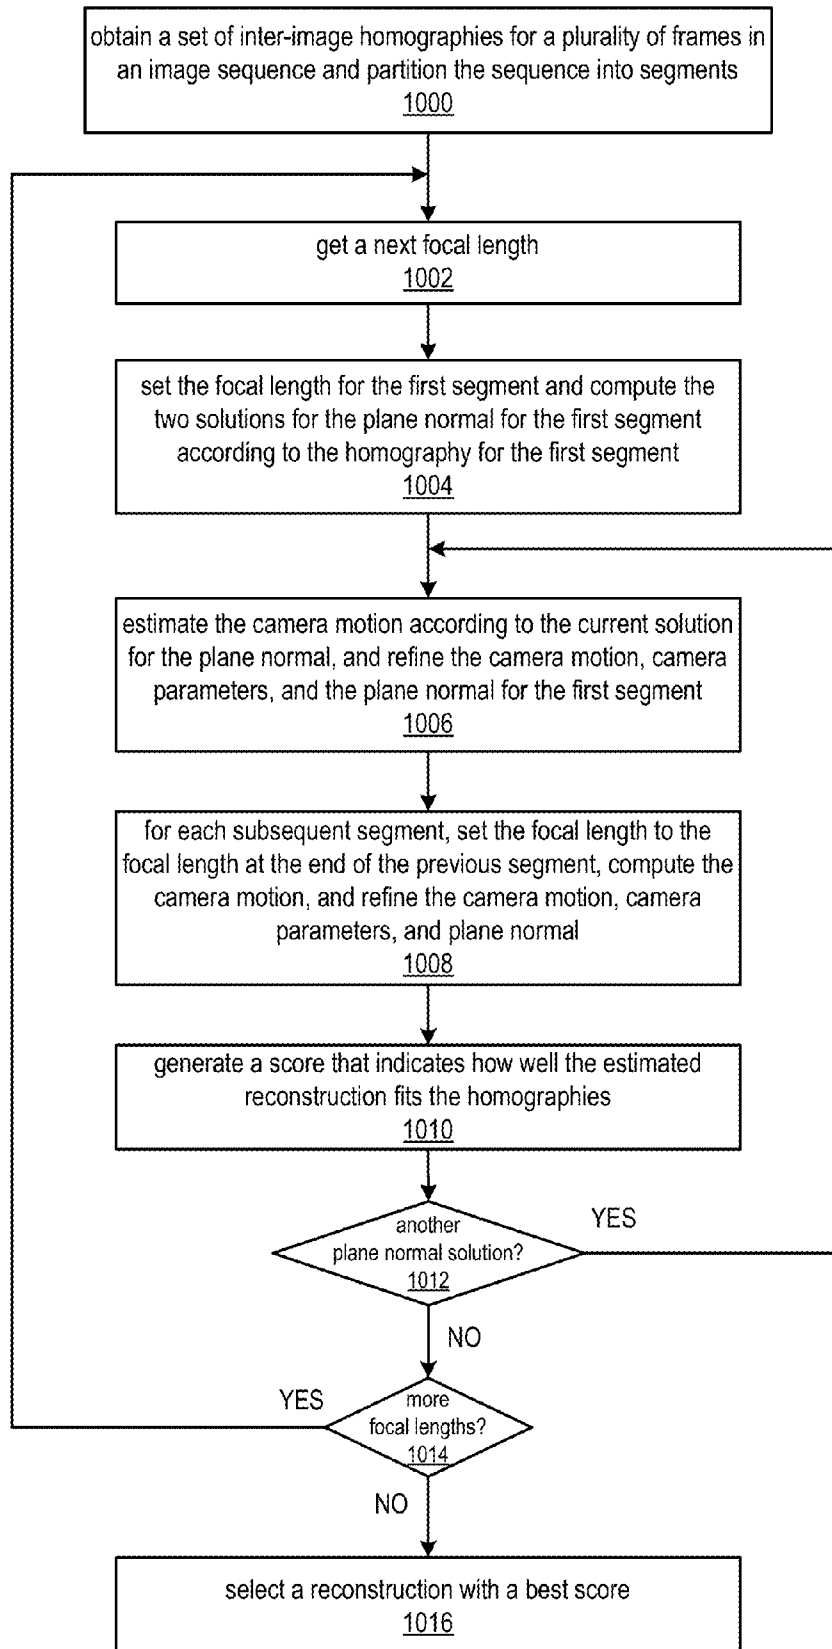 obtain a set of inter-image homographies for a plurality of frames in
an image sequence and partition the sequence into segments
1000
get a next focal length
1002
set the focal length for the first segment and compute the
two solutions for the plane normal for the first segment
according to the homography for the first segment
1004
estimate the camera motion according to the current solution
for the plane normal, and refine the camera motion, camera
parameters, and the plane normal for the first segment
1006
for each subsequent segment, set the focal length to the
focal length at the end of the previous segment, compute the
camera motion, and refine the camera motion, camera
parameters, and plane normal
1008
generate a score that indicates how well the estimated
reconstruction fits the homographies
1010
another
plane normal solution?
1012
YES
NO
YES
more
focal lengths?
1014
NO
select a reconstruction with a best score
1016